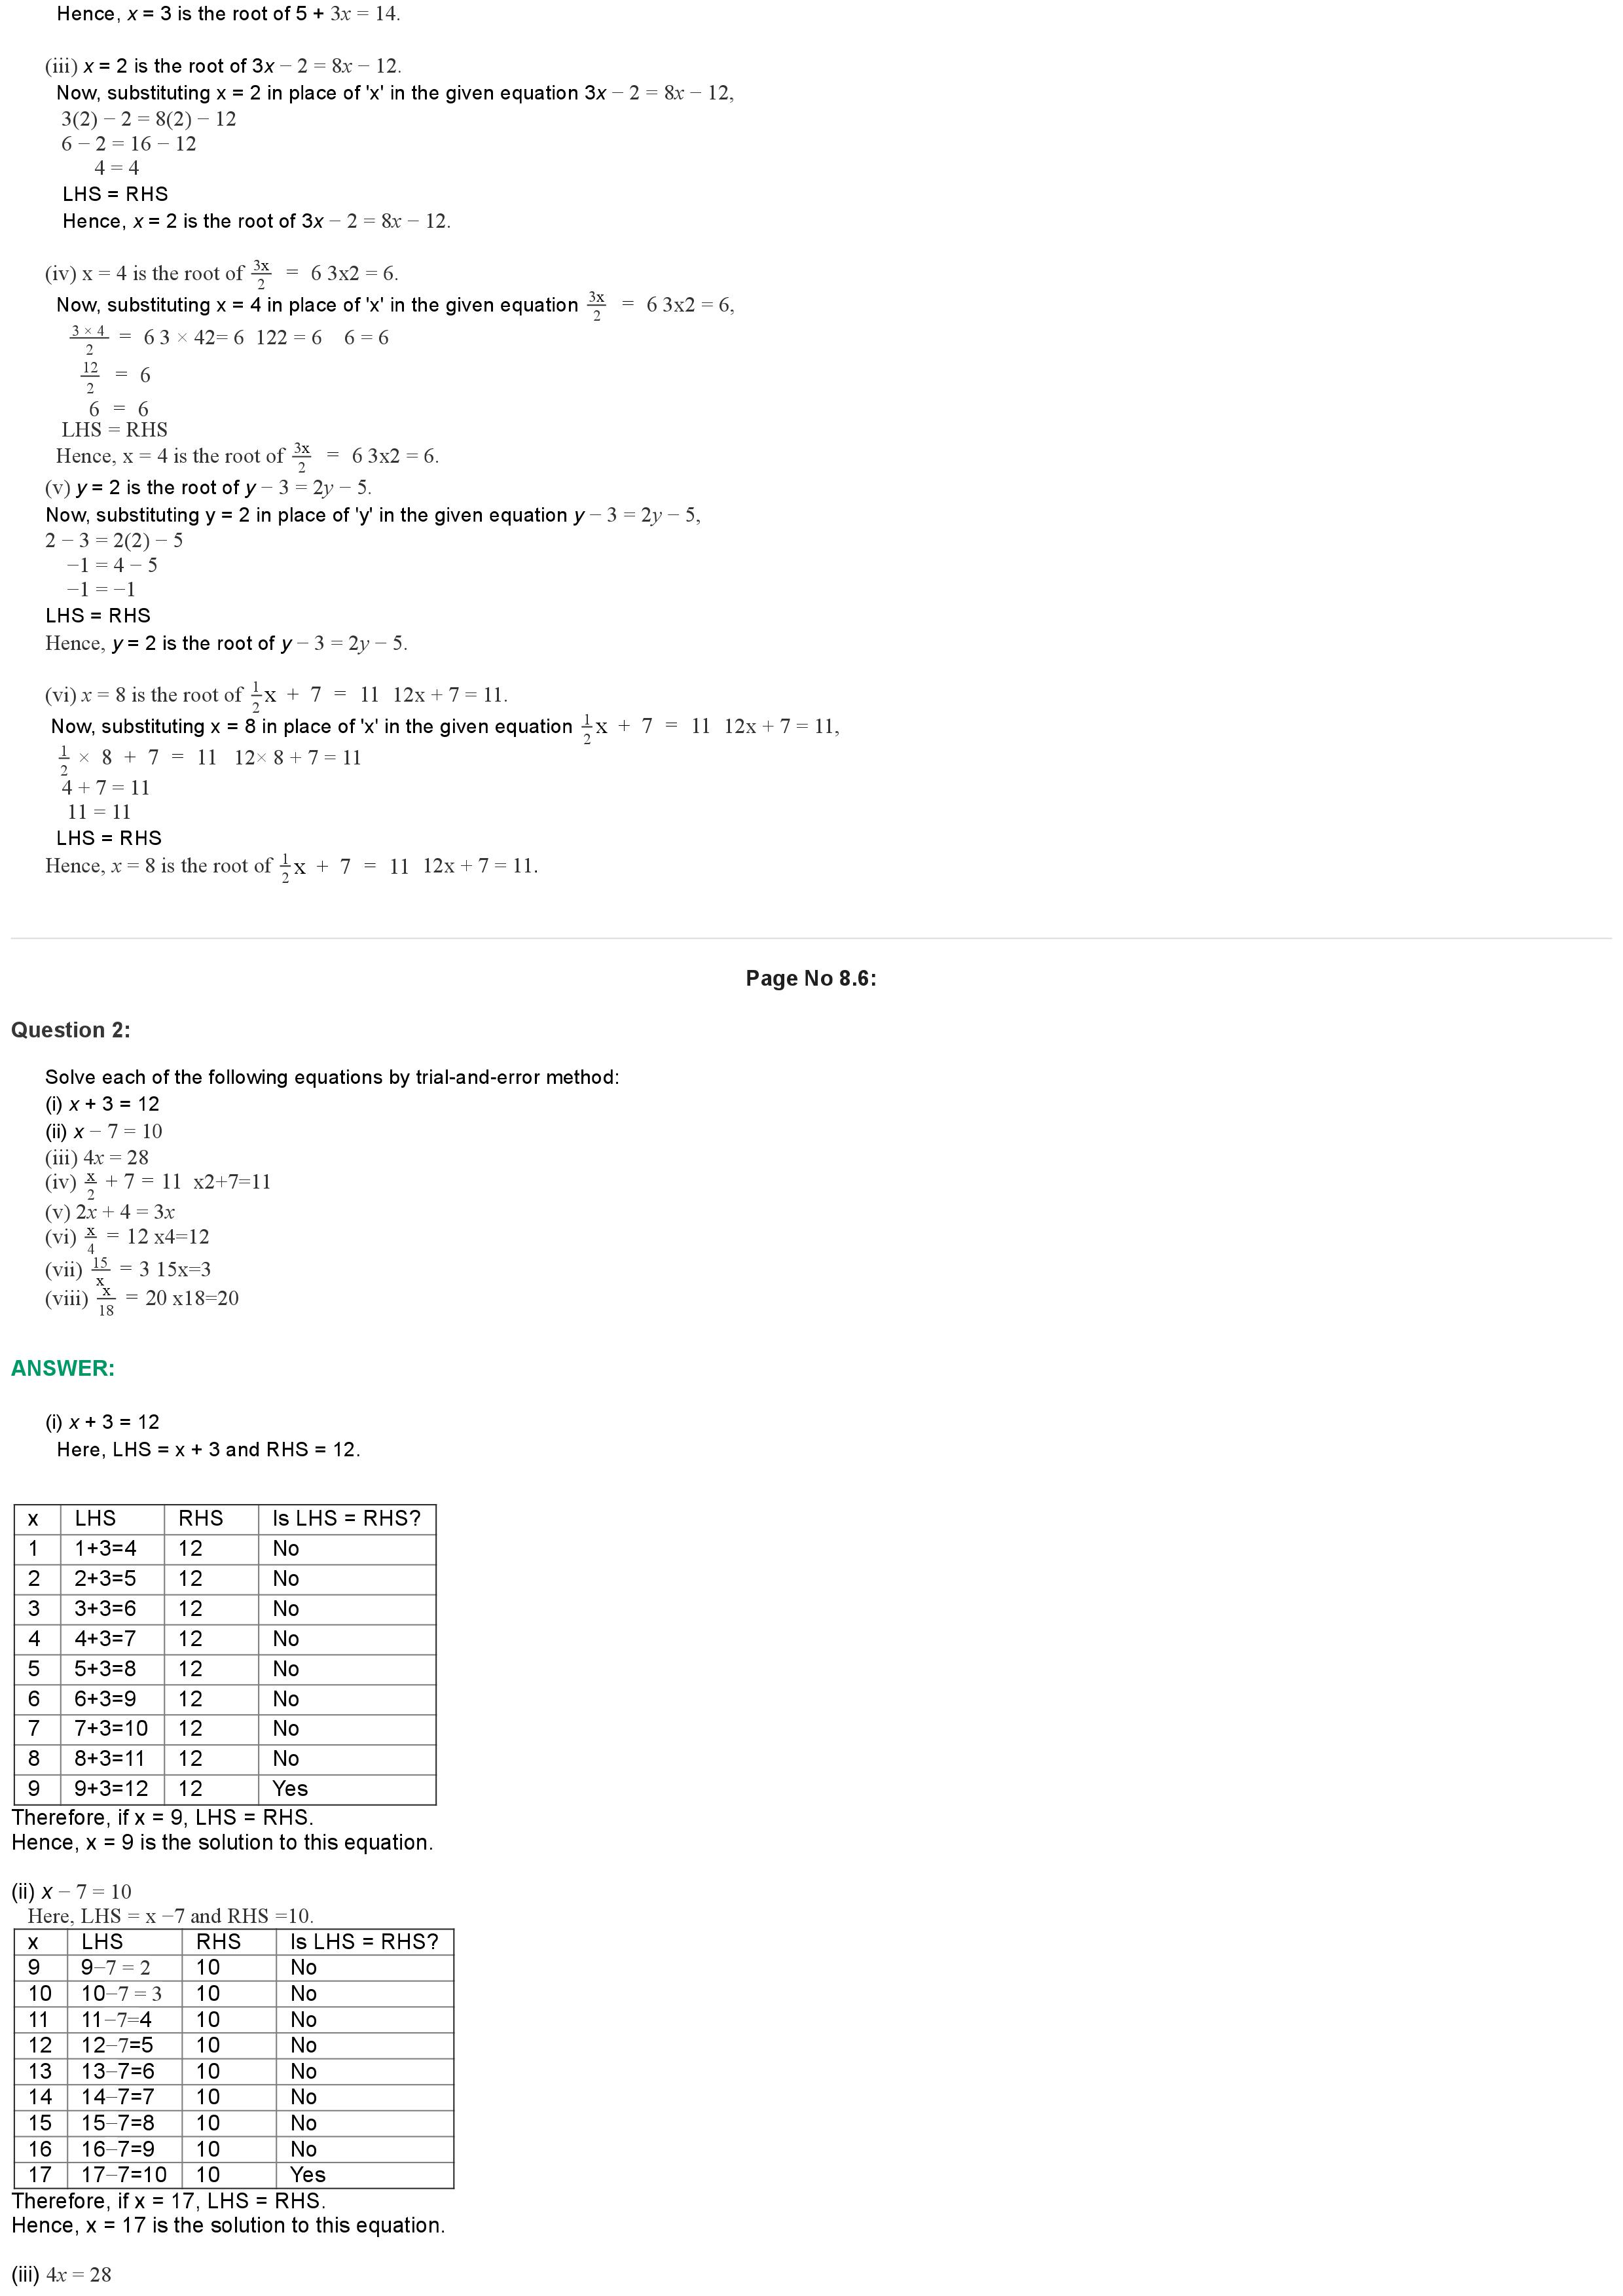 Hence, x = 3 is the root of 5 + 3x = 14.
(iii) x = 2 is the root of 3x − 2 = 8x − 12.
Now, substituting x = 2 in place of 'x' in the given equation 3x − 2 = 8x − 12,
3(2) − 2 = 8(2) − 12
6 − 2 = 16 − 12
4 = 4
LHS = RHS
Hence, x = 2 is the root of 3x − 2 = 8x − 12.
(iv) x = 4 is the root of 3x/2 = 6 3x2 = 6.
Now, substituting x = 4 in place of 'x' in the given equation 3x/2 = 6 3x2 = 6,
3 × 4/2 = 6 3 × 42= 6 122 = 6 6 = 6
12/2 = 6
6 = 6
LHS = RHS
Hence, x = 4 is the root of 3x/2 = 6 3x2 = 6.
(v) y = 2 is the root of y − 3 = 2y − 5.
Now, substituting y = 2 in place of 'y' in the given equation y − 3 = 2y − 5,
2 − 3 = 2(2) − 5
−1 = 4 − 5
−1 = −1
LHS = RHS
Hence, y = 2 is the root of y − 3 = 2y − 5.
(vi) x = 8 is the root of 1/2x + 7 = 11 12x + 7 = 11.
Now, substituting x = 8 in place of 'x' in the given equation 1/2x + 7 = 11 12x + 7 = 11,
1/2 × 8 + 7 = 11 12× 8 + 7 = 11
4 + 7 = 11
11 = 11
LHS = RHS
Hence, x = 8 is the root of 1/2x + 7 = 11 12x + 7 = 11.
Page No 8.6:
Question 2:
Solve each of the following equations by trial-and-error method:
(i) x + 3 = 12
(ii) x − 7 = 10
(iii) 4x = 28
(iv) x/2 + 7 = 11 x2+7=11
(v) 2x + 4 = 3x
(vi) x/4 = 12 x4=12
(vii) 15/x = 3 15x=3
(viii) x/18 = 20 x18=20
ANSWER:
(i) x + 3 = 12
Here, LHS = x + 3 and RHS = 12.
x LHS RHS Is LHS = RHS?
1 1+3=4 12 No
2 2+3=5 12 No
3 3+3=6 12 No
4 4+3=7 12 No
5 5+3=8 12 No
6 6+3=9 12 No
7 7+3=10 12 No
8 8+3=11 12 No
9 9+3=12 12 Yes
Therefore, if x = 9, LHS = RHS.
Hence, x = 9 is the solution to this equation.
(ii) x − 7 = 10
Here, LHS = x −7 and RHS =10.
x LHS RHS Is LHS = RHS?
9 9−7 = 2 10 No
10 10−7 = 3 10 No
11 11−7=4 10 No
12 12−7=5 10 No
13 13−7=6 10 No
14 14−7=7 10 No
15 15−7=8 10 No
16 16−7=9 10 No
17 17−7=10 10 Yes
Therefore, if x = 17, LHS = RHS.
Hence, x = 17 is the solution to this equation.
(iii) 4x = 28